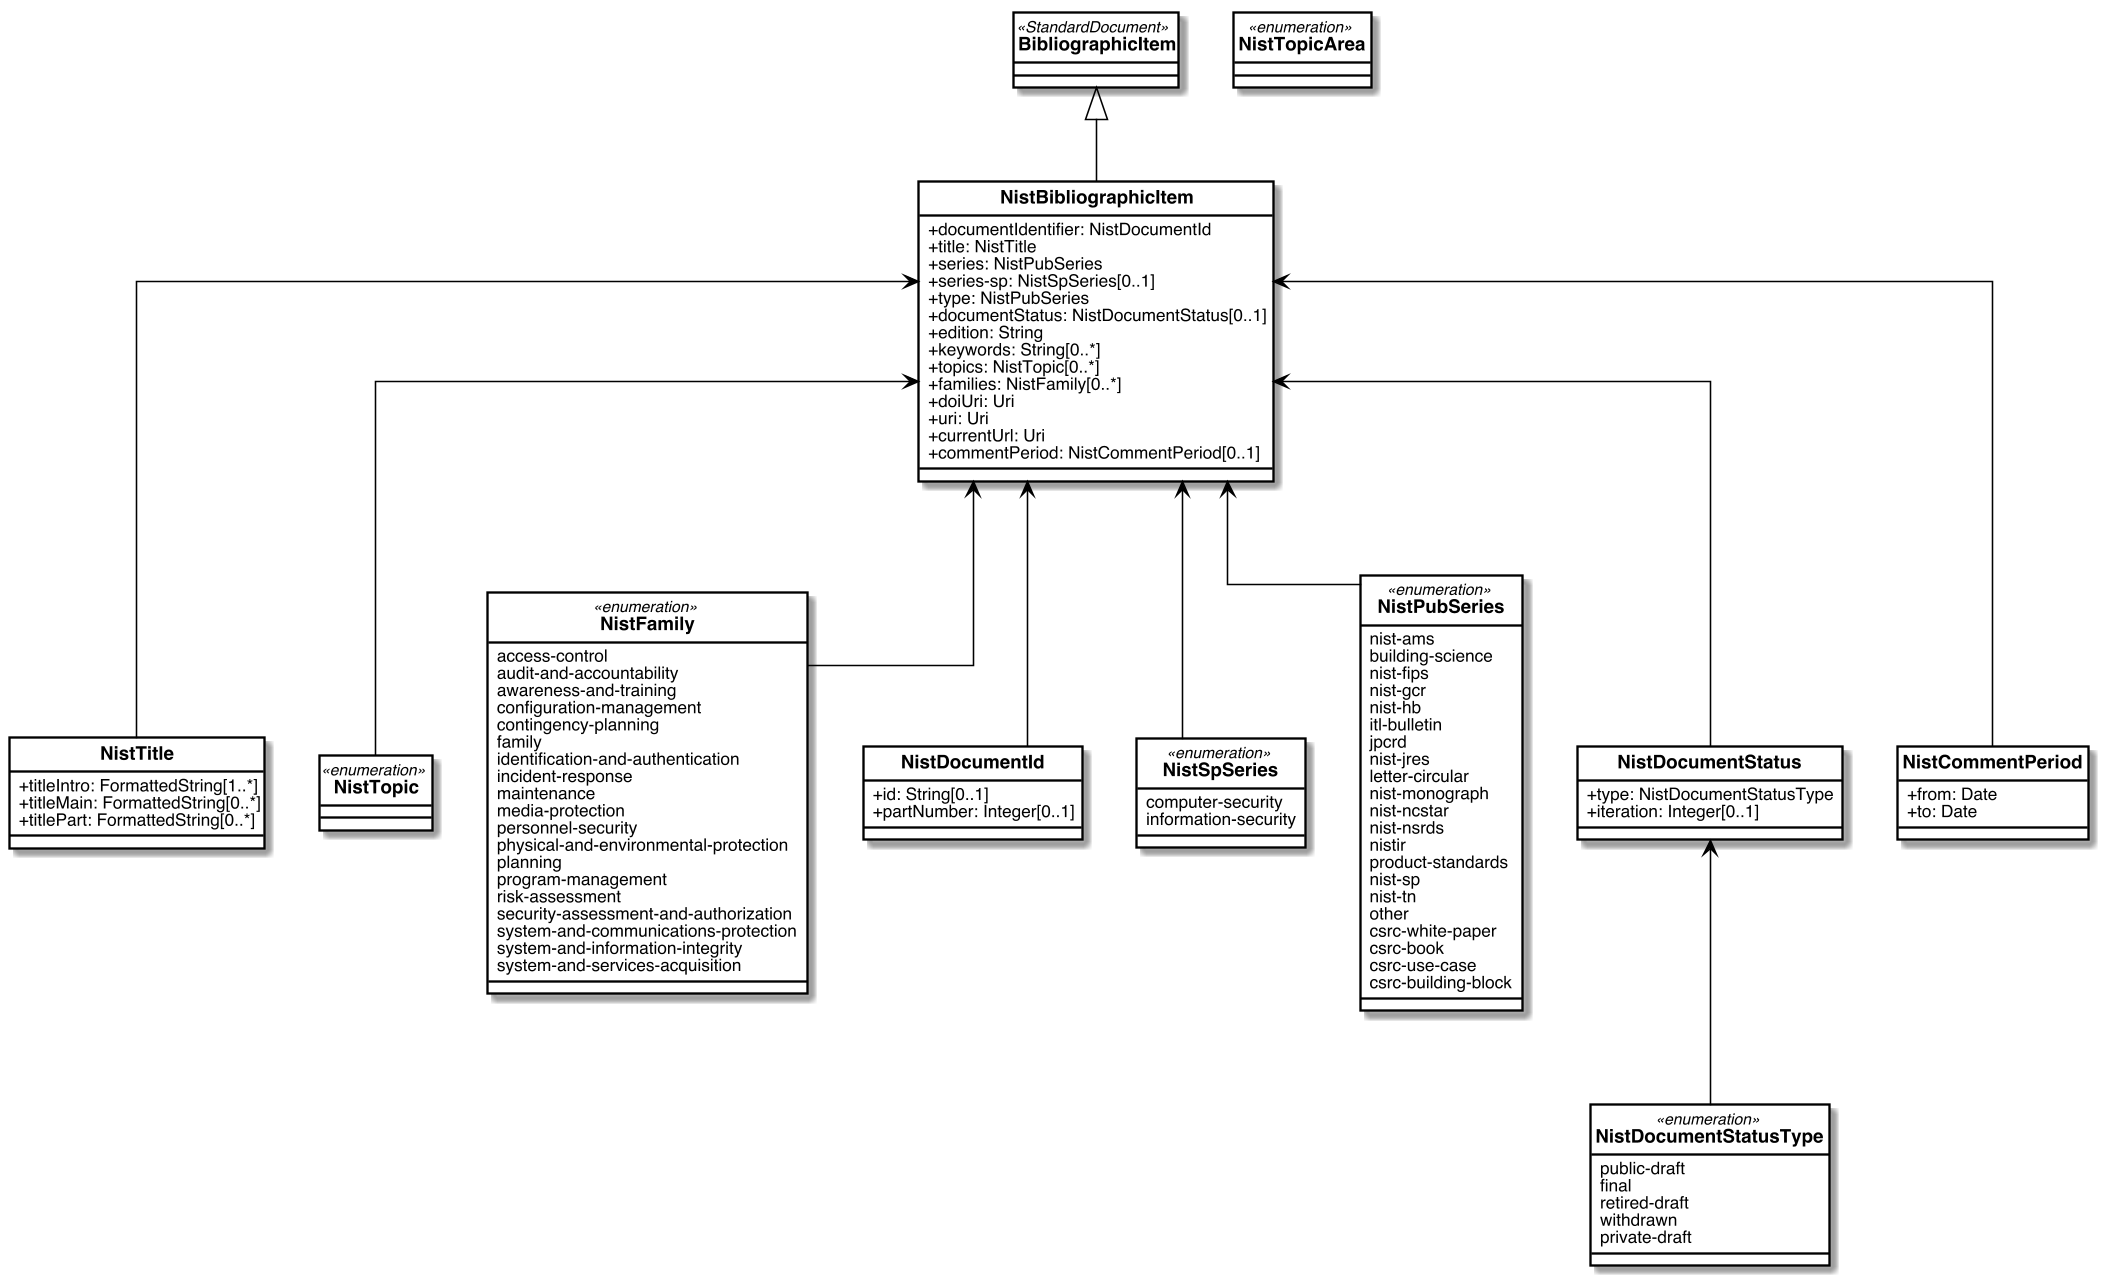 «StandardDocument»
BibliographicItem
«enumeration»
NistTopicArea
NistBibliographicItem
+documentIdentifier: NistDocumentId
+title: NistTitle
+series: NistPubSeries
+series-sp: NistSpSeries[0..1]
+type: NistPubSeries
+documentStatus: NistDocumentStatus[0..1]
+edition: String
+keywords: String[0..*]
+topics: NistTopic[0..*]
+families: NistFamily[0..*]
+doiUri: Uri
+uri: Uri
+currentUrl: Uri
+commentPeriod: NistCommentPeriod[0..1]
NistTitle
+titleIntro: FormattedString[1..*]
+titleMain: FormattedString[0..*]
+titlePart: FormattedString[0..*]
«enumeration»
NistTopic
«enumeration»
NistFamily
access-control
audit-and-accountability
awareness-and-training
configuration-management
contingency-planning
family
identification-and-authentication
incident-response
maintenance
media-protection
personnel-security
physical-and-environmental-protection
planning
program-management
risk-assessment
security-assessment-and-authorization
system-and-communications-protection
system-and-information-integrity
system-and-services-acquisition
NistDocumentId
+id: String[0..1]
+partNumber: Integer[0..1]
«enumeration»
NistSpSeries
computer-security
information-security
«enumeration»
NistPubSeries
nist-ams
building-science
nist-fips
nist-gcr
nist-hb
itl-bulletin
jpcrd
nist-jres
letter-circular
nist-monograph
nist-ncstar
nist-nsrds
nistir
product-standards
nist-sp
nist-tn
other
csrc-white-paper
csrc-book
csrc-use-case
csrc-building-block
NistDocumentStatus
+type: NistDocumentStatusType
+iteration: Integer[0..1]
NistCommentPeriod
+from: Date
+to: Date
«enumeration»
NistDocumentStatusType
public-draft
final
retired-draft
withdrawn
private-draft